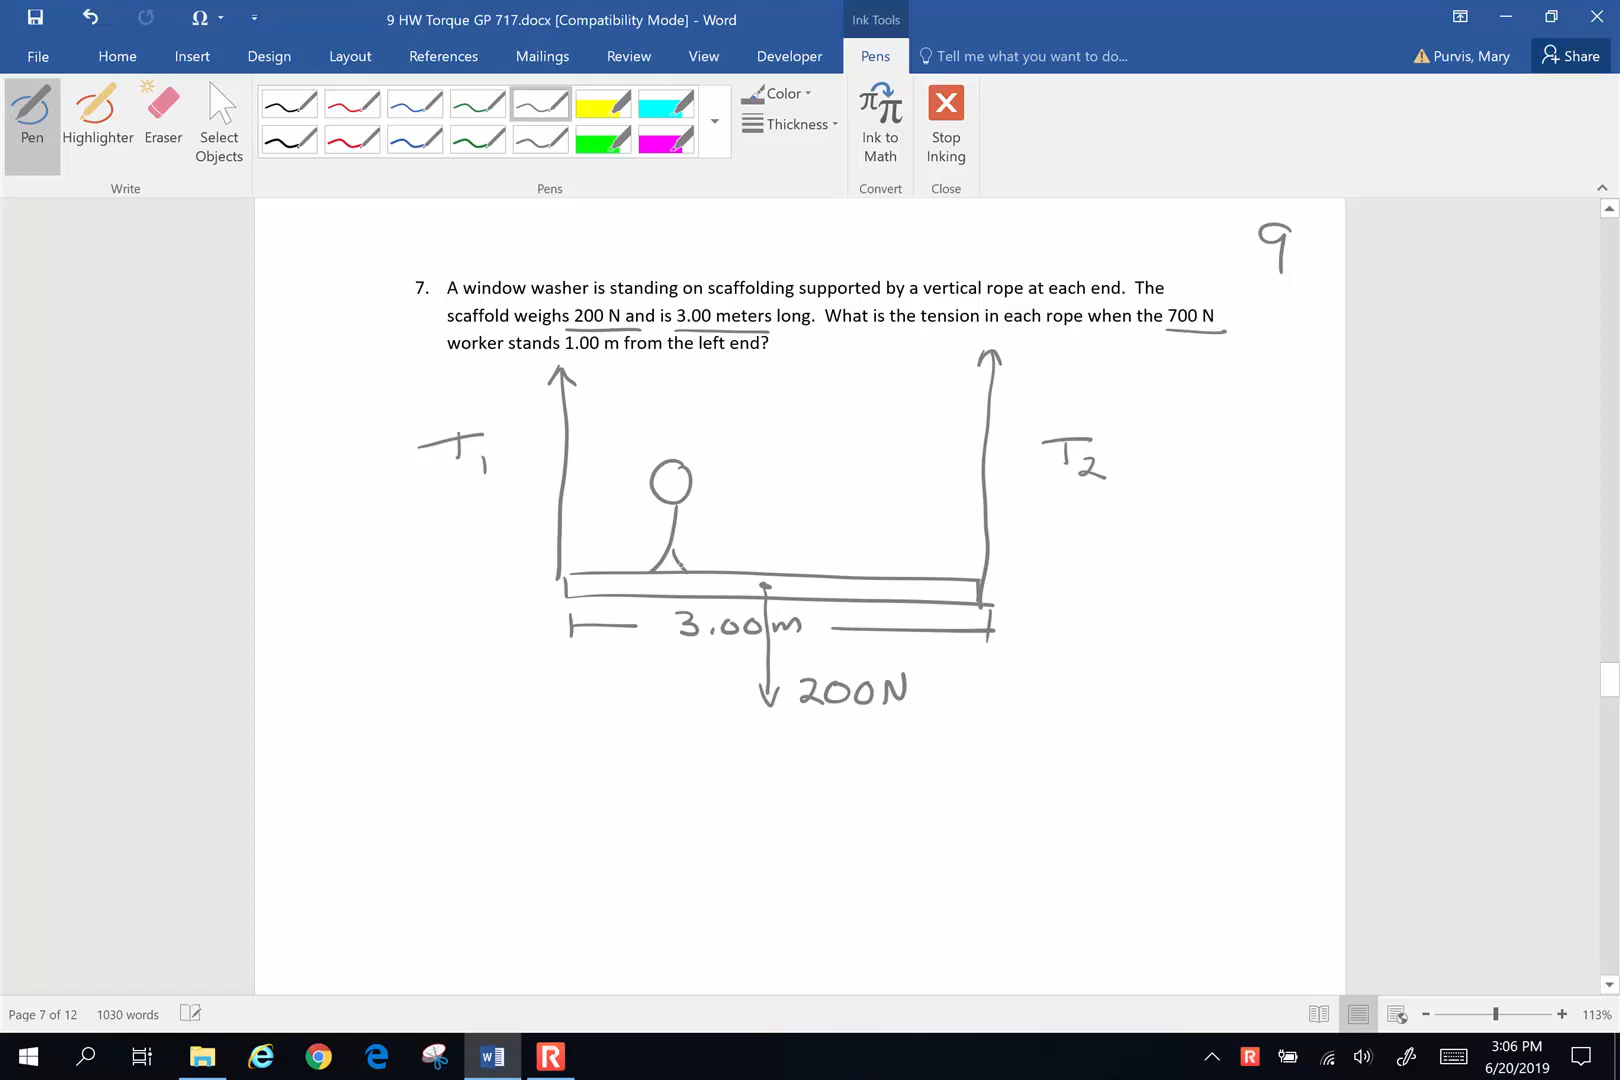 9 HW Torque GP 717.docx [Compatibility Mode] - Word
Ink Tools
File Home Insert Design Layout References Mailings Review View Developer Pens Tell me what you want to do... Purvis, Mary Share
Pen Highlighter Eraser Select Objects
Color
Thickness
Ink to Math
Stop Inking
Write Pens Convert Close
9
7. A window washer is standing on scaffolding supported by a vertical rope at each end. The
scaffold weighs 200 N and is 3.00 meters long. What is the tension in each rope when the 700 N
worker stands 1.00 m from the left end?
T1 T2
3.00m
200N
Page 7 of 12 1030 words 113%
3:06 PM
6/20/2019